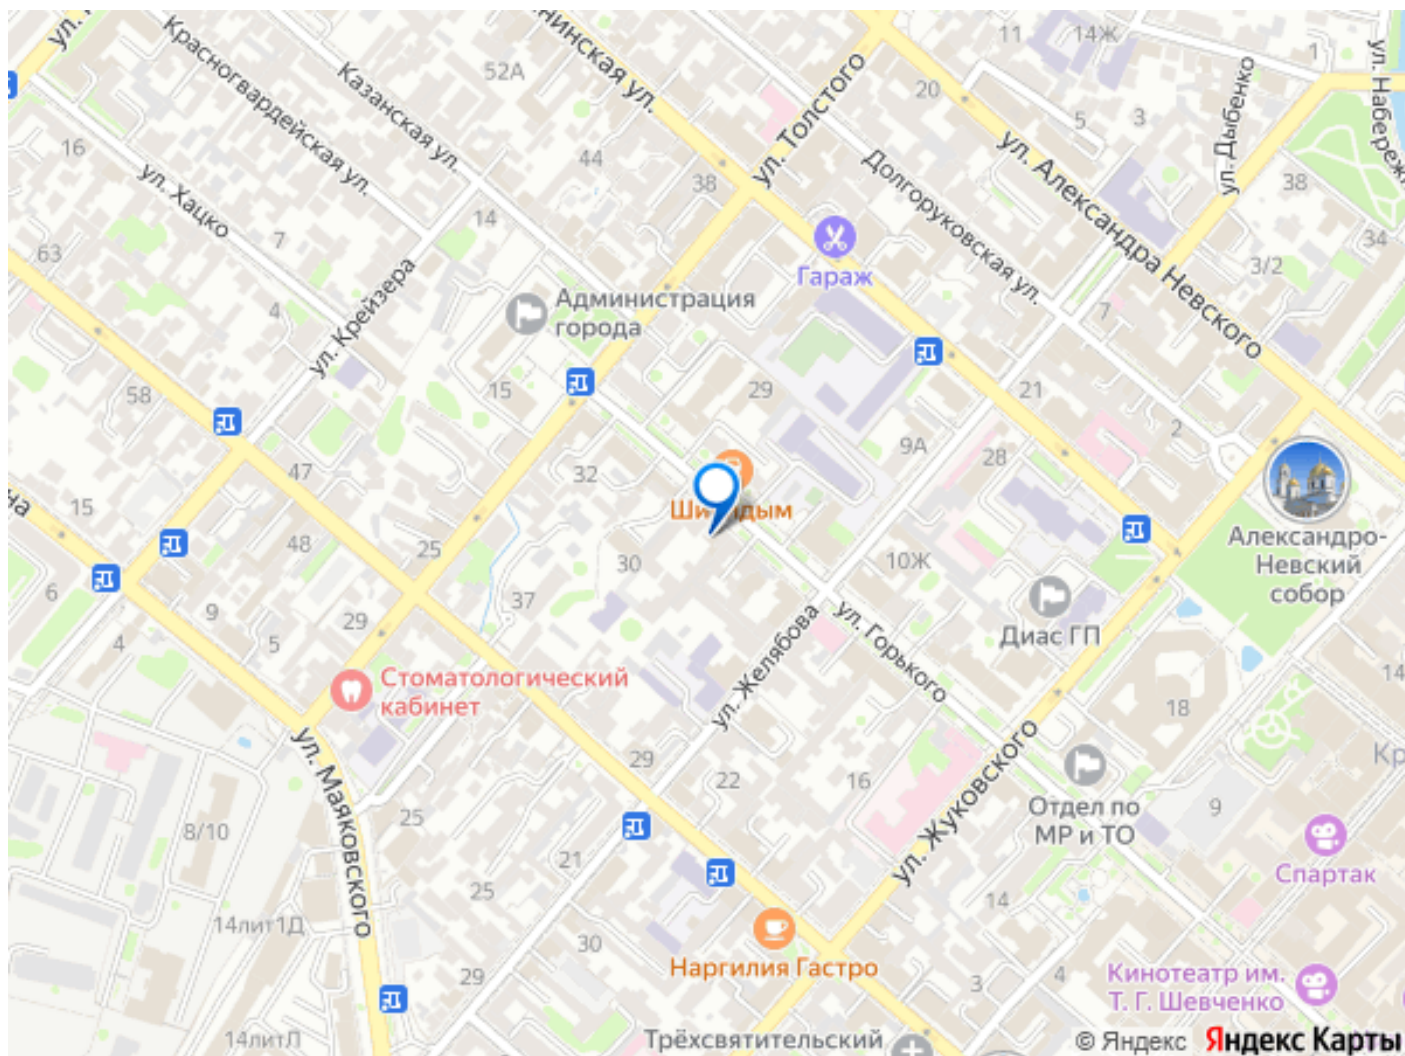 ул.
Красногвардейская ул.
Казанская ул.
52А
нинская ул.
ул. Толстого
11
14Ж
1
ул. Набережн
20
5
3
ул. Дыбенко
ул. Александра Невского
16
ул. Хацко
44
38
Долгоруковская ул.
38
34
14
63
7
4
ул. Крейзера
Администрация
города
Гараж
3/2
7
58
15
29
21
9А
28
2
47
32
Ши
дым
на
15
48
25
30
10Ж
Александро-
Невский
собор
6
9
4
5
29
37
Диас ГП
ул. Желябова
ул. Горького
Стоматологический
кабинет
14
18
ул. Маяковского
29
22
16
ул. Жуковского
Кр
Отдел по
МР и ТО
9
8/10
25
21
25
Спартак
14
14лит1Д
30
29
Наргилия Гастро
3
4
Кинотеатр им.
Т. Г. Шевченко
14литЛ
Трёхсвятительский
© Яндекс Яндекс Карты